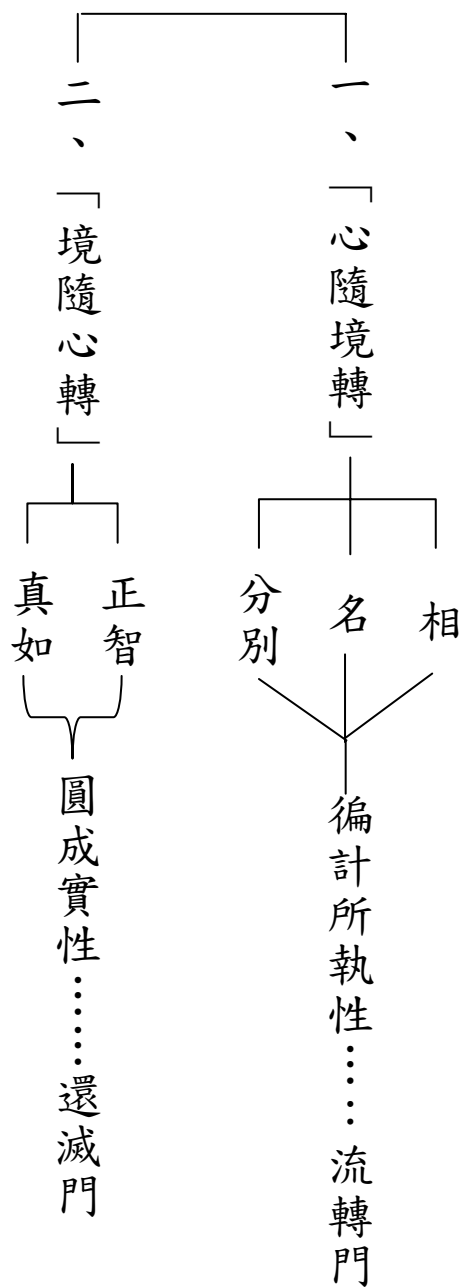 一、「心隨境轉」
相
名
分別
徧計所執性……流轉門
二、「境隨心轉」
正智
真如
圓成實性……還滅門